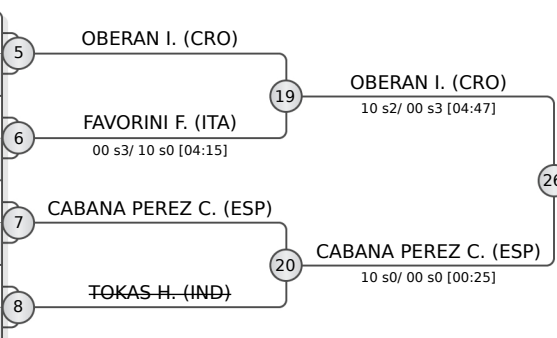 OBERAN I. (CRO)
5
19
OBERAN I. (CRO)
10 s2/ 00 s3 [04:47]
FAVORINI F. (ITA)
6
00 s3/ 10 s0 [04:15]
26
CABANA PEREZ C. (ESP)
7
20
CABANA PEREZ C. (ESP)
10 s0/ 00 s0 [00:25]
TOKAS H. (IND)
8